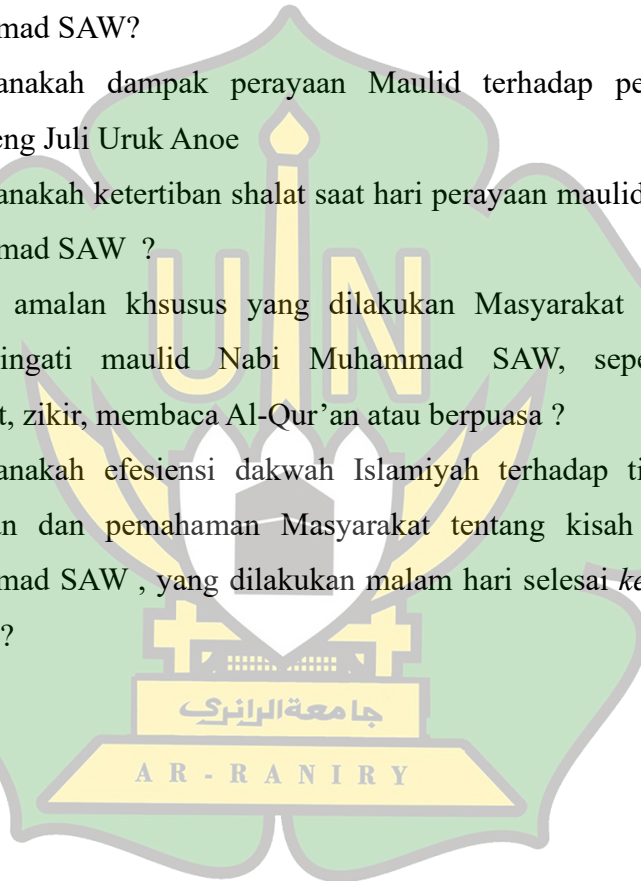 mad SAW?
anakah dampak perayaan Maulid terhadap pe
eng Juli Uruk Anoe
anakah ketertiban shalat saat hari perayaan maulid
mad SAW ?
amalan khsusus yang dilakukan Masyarakat
ingati maulid Nabi Muhammad SAW, sepe
t, zikir, membaca Al-Qur’an atau berpuasa ?
anakah efesiensi dakwah Islamiyah terhadap ti
n dan pemahaman Masyarakat tentang kisah
mad SAW , yang dilakukan malam hari selesai ke
?
UIN
جامعةالرانري
AR-RANIRY